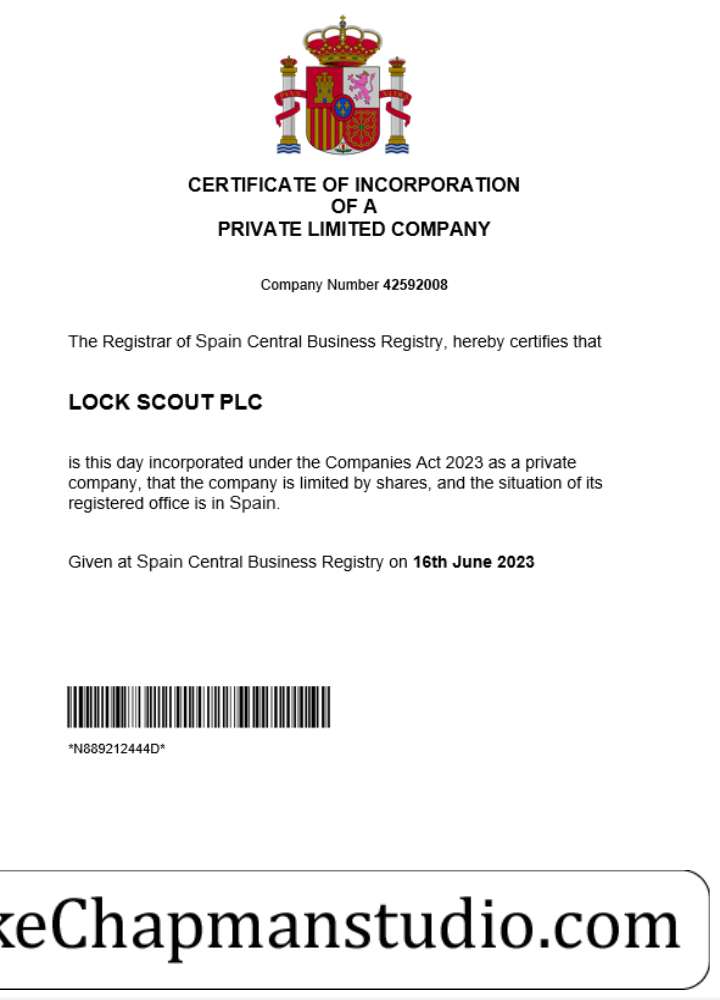 CERTIFICATE OF INCORPORATION
OF A
PRIVATE LIMITED COMPANY
Company Number 42592008
The Registrar of Spain Central Business Registry, hereby certifies that
LOCK SCOUT PLC
is this day incorporated under the Companies Act 2023 as a private
company, that the company is limited by shares, and the situation of its
registered office is in Spain.
Given at Spain Central Business Registry on 16th June 2023
*N889212444D*
keChapmanstudio.com